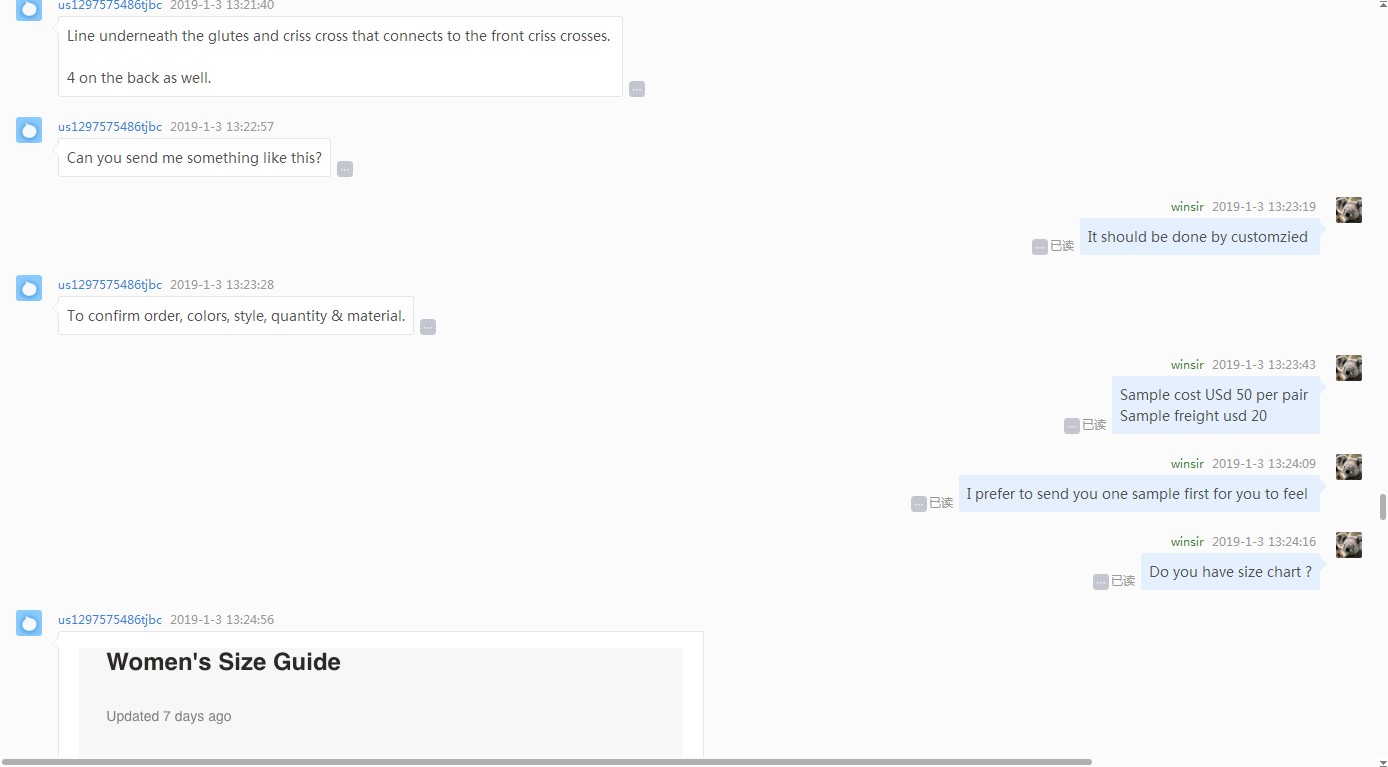 us1297575486tjbc 2019-1-3 13:21:40
Line underneath the glutes and criss cross that connects to the front criss crosses.
4 on the back as well.
us1297575486tjbc 2019-1-3 13:22:57
Can you send me something like this?
winsir 2019-1-3 13:23:19
已读 It should be done by customzied
us1297575486tjbc 2019-1-3 13:23:28
To confirm order, colors, style, quantity & material.
winsir 2019-1-3 13:23:43
Sample cost USd 50 per pair
已读 Sample freight usd 20
winsir 2019-1-3 13:24:09
已读 I prefer to send you one sample first for you to feel
winsir 2019-1-3 13:24:16
已读 Do you have size chart ?
us1297575486tjbc 2019-1-3 13:24:56
Women's Size Guide
Updated 7 days ago